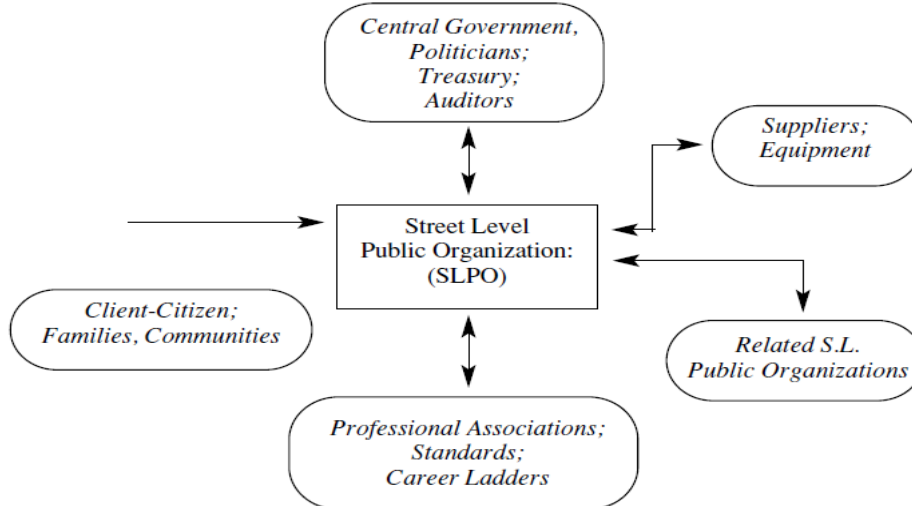 Central Government,
Politicians;
Treasury;
Auditors
Suppliers;
Equipment
Street Level
Public Organization:
(SLPO)
Client-Citizen;
Families, Communities
Related S.L.
Public Organizations
Professional Associations;
Standards;
Career Ladders